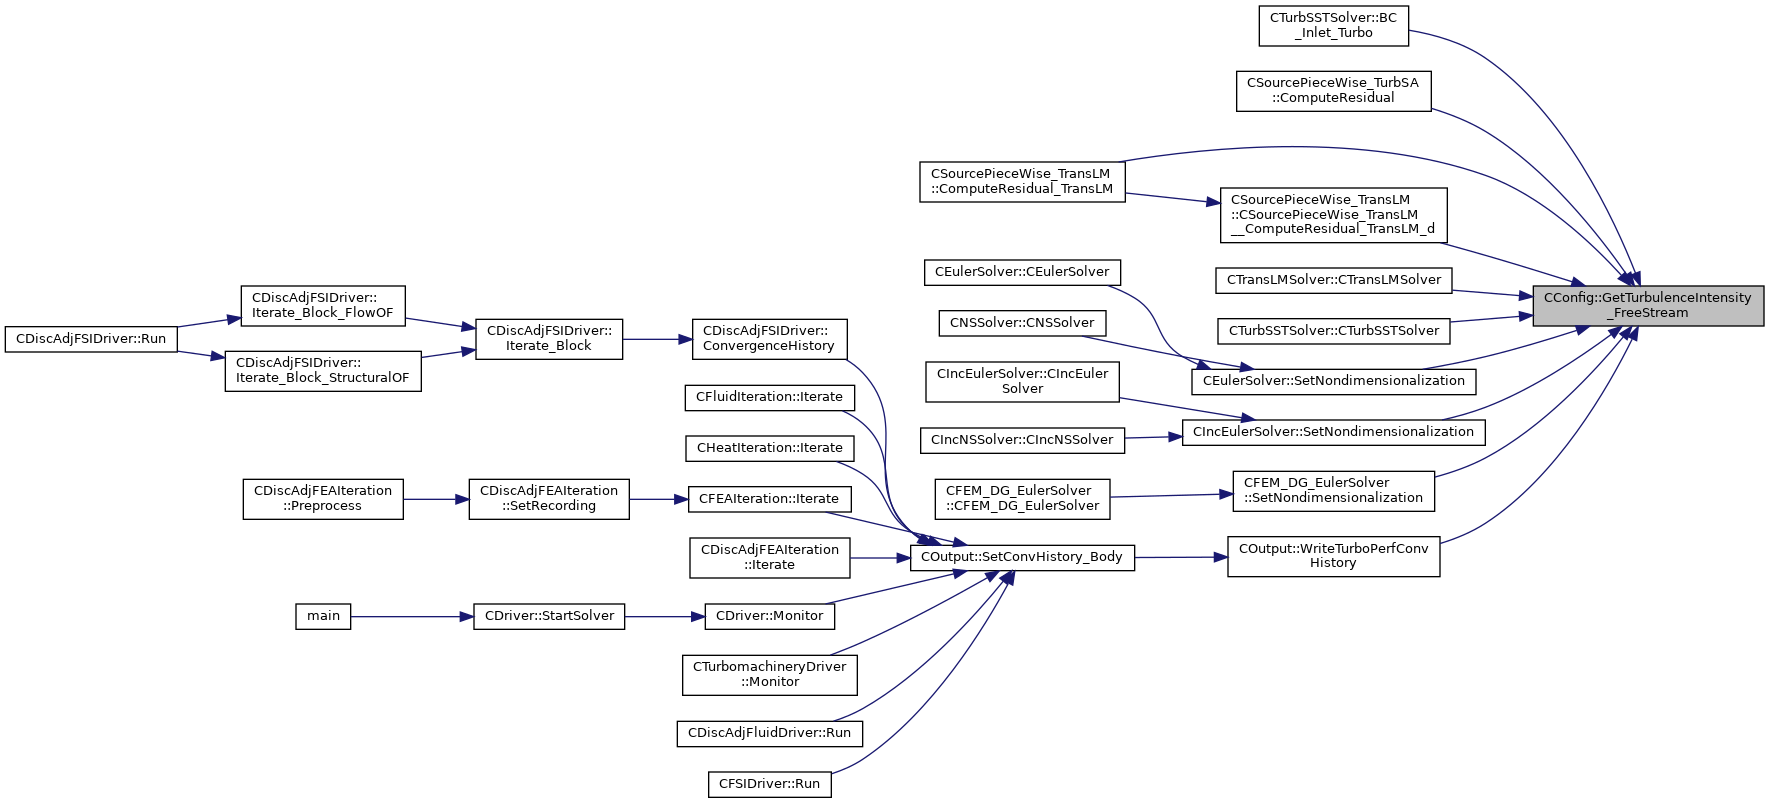 CTurbSSTSolver::BC
_Inlet_Turbo
CSourcePieceWise_TurbSA
::ComputeResidual
CSourcePieceWise_TransLM
::ComputeResidual_TransLM
CSourcePieceWise_TransLM
::CSourcePieceWise_TransLM
__ComputeResidual_TransLM_d
CEulerSolver::CEulerSolver
CTransLMSolver::CTransLMSolver
CConfig::GetTurbulenceIntensity
_FreeStream
CDiscAdjFSIDriver::
Iterate_Block_FlowOF
CNSSolver::CNSSolver
CTurbSSTSolver::CTurbSSTSolver
CDiscAdjFSIDriver::Run
CDiscAdjFSIDriver::
Iterate_Block
CDiscAdjFSIDriver::
ConvergenceHistory
CDiscAdjFSIDriver::
Iterate_Block_StructuralOF
CIncEulerSolver::CIncEuler
Solver
CEulerSolver::SetNondimensionalization
CFluidIteration::Iterate
CIncNSSolver::CIncNSSolver
CIncEulerSolver::SetNondimensionalization
CHeatIteration::Iterate
CDiscAdjFEAIteration
::Preprocess
CDiscAdjFEAIteration
::SetRecording
CFEAIteration::Iterate
CFEM_DG_EulerSolver
::CFEM_DG_EulerSolver
CFEM_DG_EulerSolver
::SetNondimensionalization
CDiscAdjFEAIteration
::Iterate
COutput::SetConvHistory_Body
COutput::WriteTurboPerfConv
History
main
CDriver::StartSolver
CDriver::Monitor
CTurbomachineryDriver
::Monitor
CDiscAdjFluidDriver::Run
CFSIDriver::Run